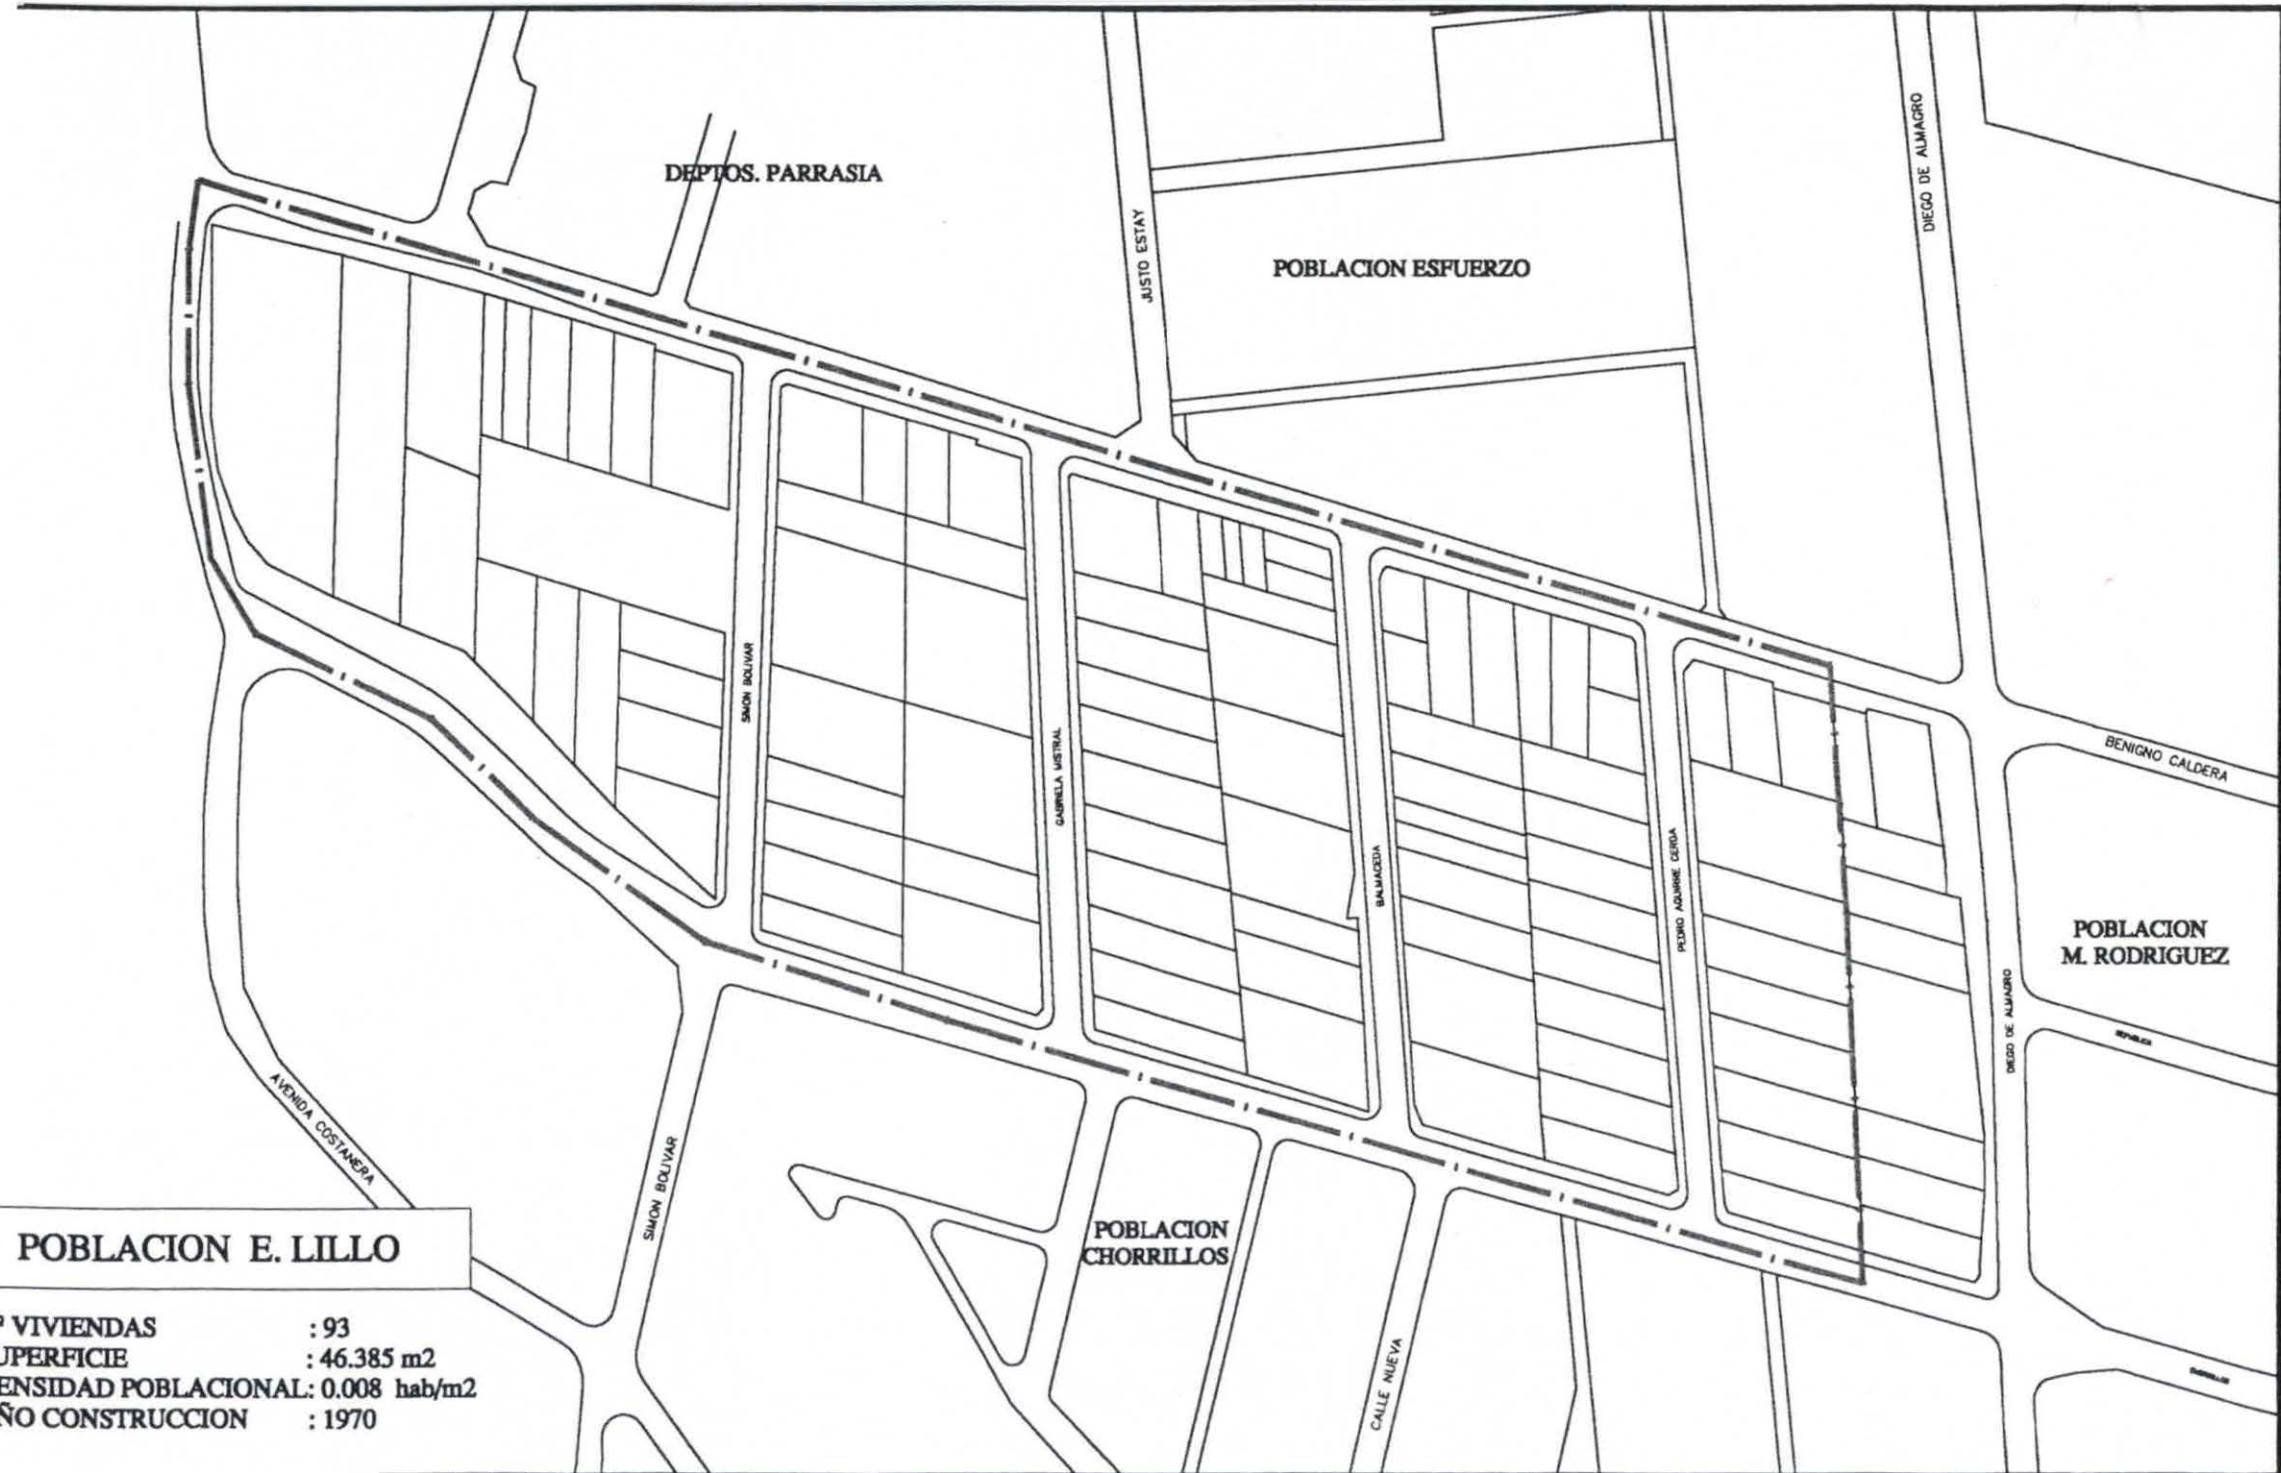 DIEGO DE ALMAGRO
DEPTOS. PARRASIA
JUSTO ESTAY
POBLACION ESFUERZO
SIMON BOLIVAR
GABRIELA MISTRAL
BENIGNO CALDERA
BALMACEDA
PEDRO AGUIRRE CERDA
POBLACION
M. RODRIGUEZ
DIEGO DE ALMAGRO
REPUBLICA
AVENIDA COSTANERA
SIMON BOLIVAR
POBLACION
CHORRILLOS
CALLE NUEVA
CHORRILLOS
POBLACION E. LILLO
º VIVIENDAS : 93
UPERFICIE : 46.385 m2
ENSIDAD POBLACIONAL: 0.008 hab/m2
ÑO CONSTRUCCION : 1970